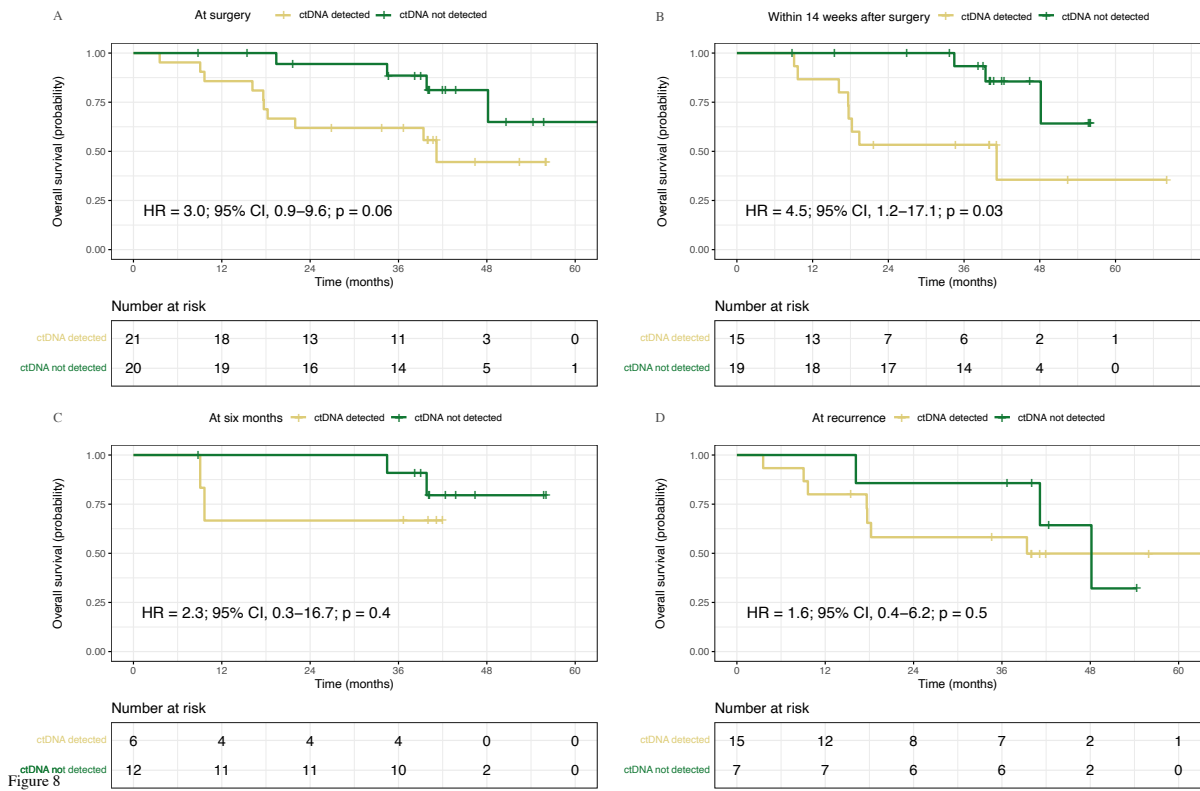 A At surgery ctDNA detected ctDNA not detected
Overall survival (probability)
1.00
0.75
0.50
0.25
0.00
HR = 3.0; 95% CI, 0.9–9.6; p = 0.06
0 12 24 36 48 60
Time (months)
Number at risk
ctDNA detected 21 18 13 11 3 0
ctDNA not detected 20 19 16 14 5 1
B Within 14 weeks after surgery ctDNA detected ctDNA not detected
Overall survival (probability)
1.00
0.75
0.50
0.25
0.00
HR = 4.5; 95% CI, 1.2–17.1; p = 0.03
0 12 24 36 48 60
Time (months)
Number at risk
ctDNA detected 15 13 7 6 2 1
ctDNA not detected 19 18 17 14 4 0
C At six months ctDNA detected ctDNA not detected
Overall survival (probability)
1.00
0.75
0.50
0.25
0.00
HR = 2.3; 95% CI, 0.3–16.7; p = 0.4
0 12 24 36 48 60
Time (months)
Number at risk
ctDNA detected 6 4 4 4 0 0
ctDNA not detected 12 11 11 10 2 0
D At recurrence ctDNA detected ctDNA not detected
Overall survival (probability)
1.00
0.75
0.50
0.25
0.00
HR = 1.6; 95% CI, 0.4–6.2; p = 0.5
0 12 24 36 48 60
Time (months)
Number at risk
ctDNA detected 15 12 8 7 2 1
ctDNA not detected 7 7 6 6 2 0
Figure 8